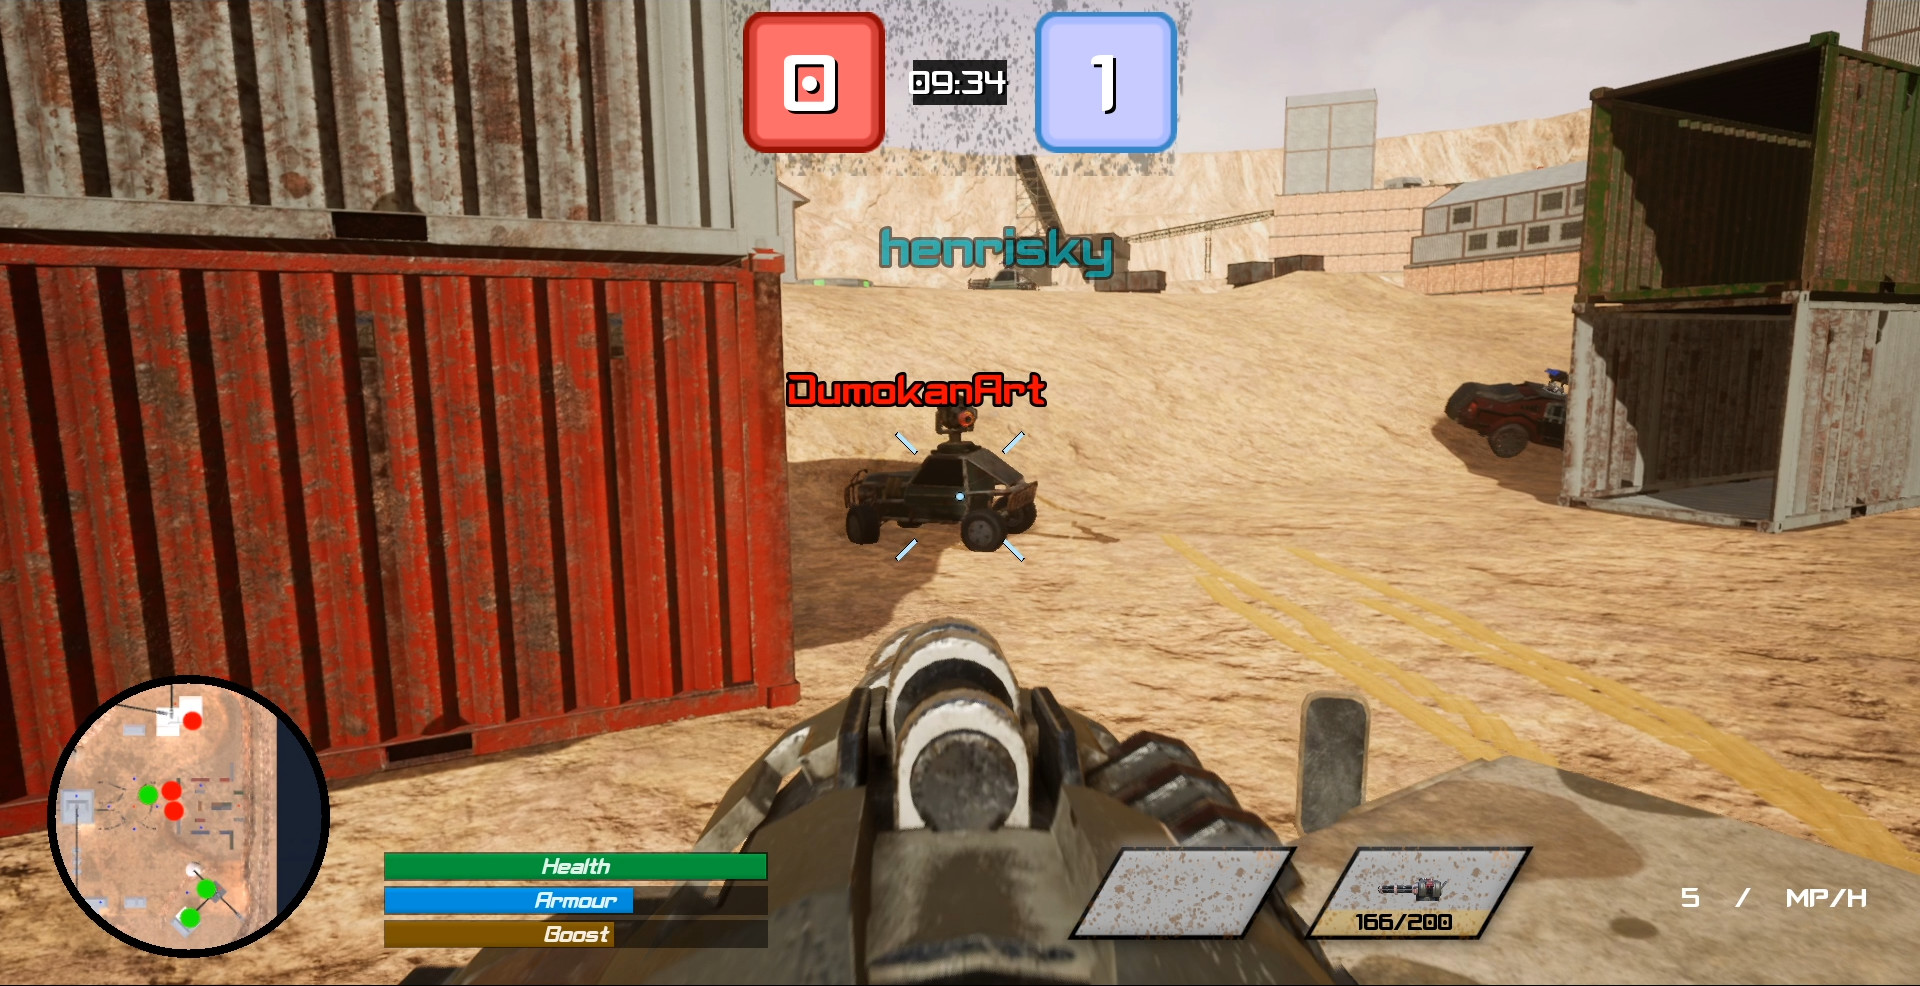 0
09:34
1
henrisky
DumokanArt
Health
Armour
Boost
166/200
5 / MP/H